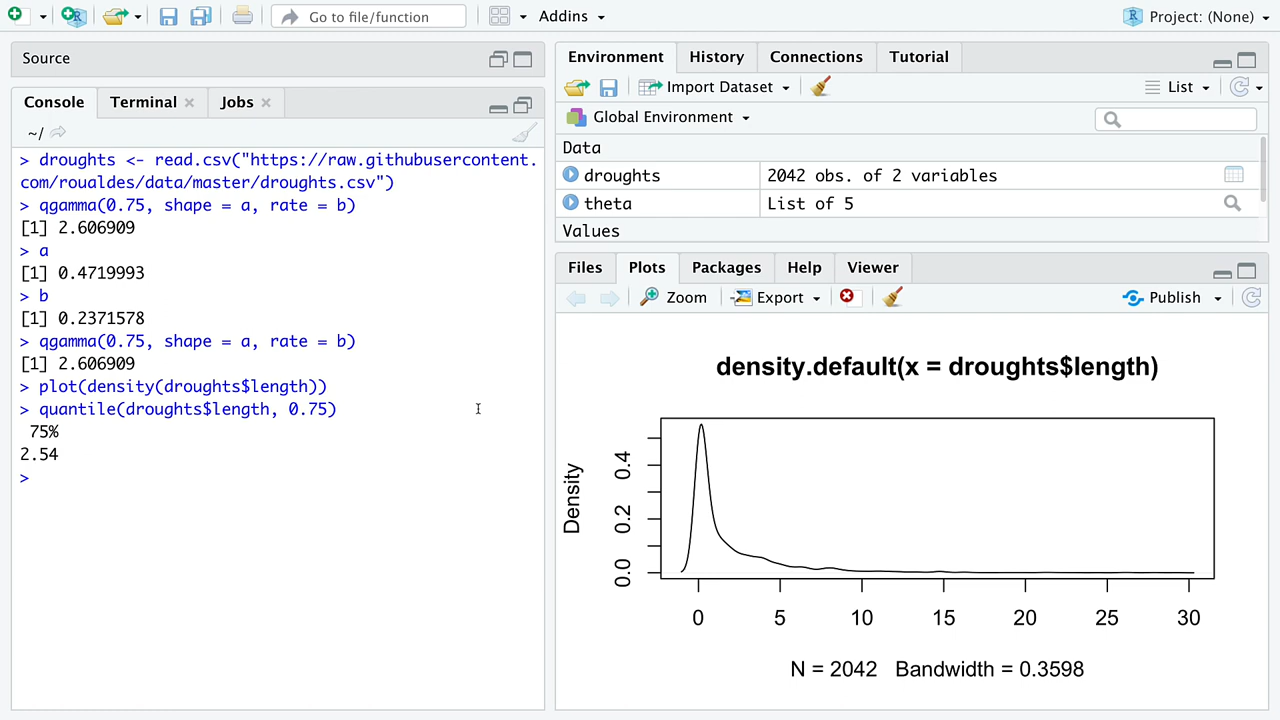 Go to file/function
Addins
Project: (None)
Source
Console
Terminal
Jobs
~/
> droughts <- read.csv("https://raw.githubusercontent.
com/roualdes/data/master/droughts.csv")
> qgamma(0.75, shape = a, rate = b)
[1] 2.606909
> a
[1] 0.4719993
> b
[1] 0.2371578
> qgamma(0.75, shape = a, rate = b)
[1] 2.606909
> plot(density(droughts$length))
> quantile(droughts$length, 0.75)
75%
2.54
>
Environment
History
Connections
Tutorial
Import Dataset
List
Global Environment
Data
droughts 2042 obs. of 2 variables
theta List of 5
Values
Files
Plots
Packages
Help
Viewer
Zoom
Export
Publish
density.default(x = droughts$length)
Density
0.0 0.2 0.4
0 5 10 15 20 25 30
N = 2042 Bandwidth = 0.3598